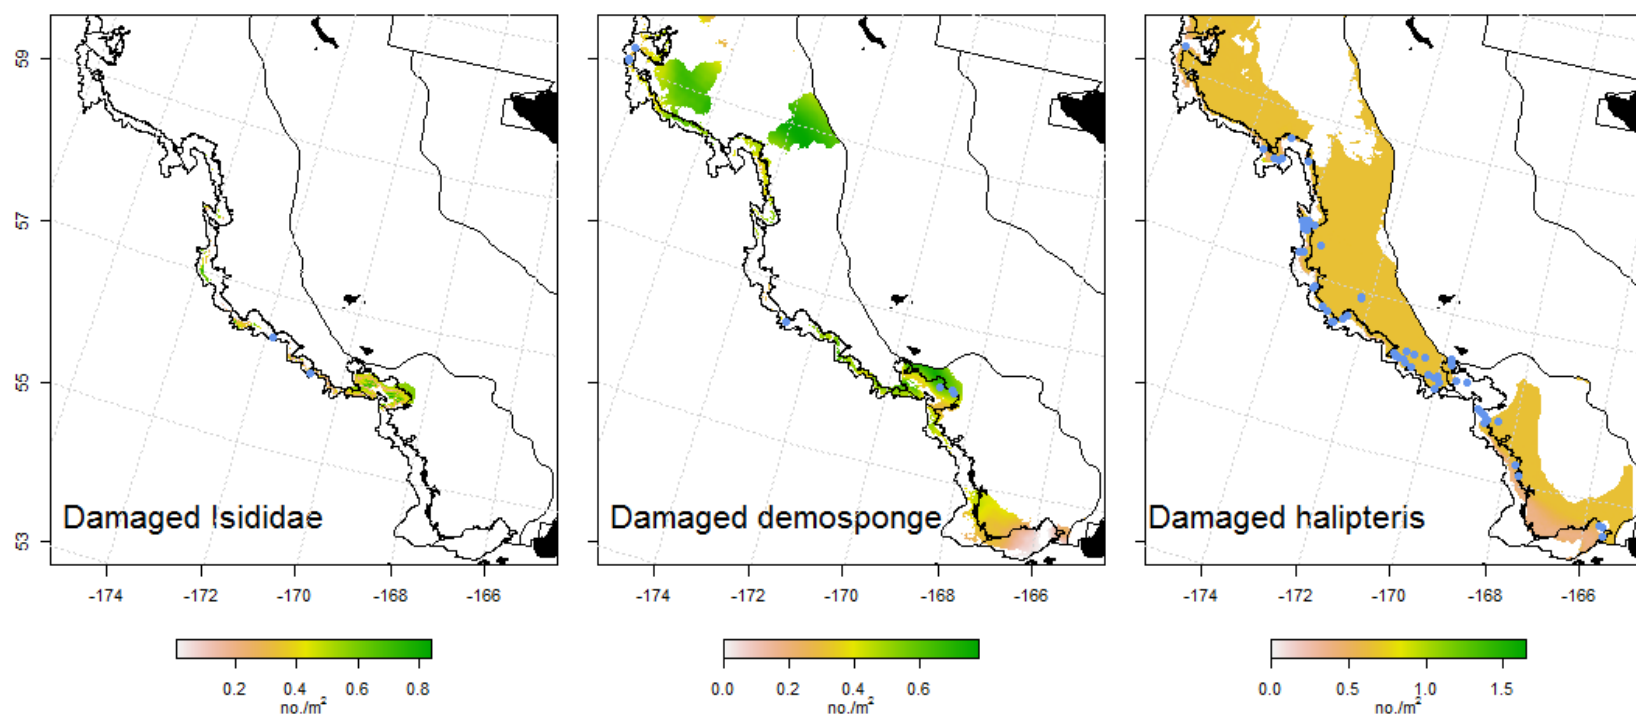 59
57
55
53
Damaged Isididae
Damaged demosponge
Damaged halipteris
-174 -172 -170 -168 -166
-174 -172 -170 -168 -166
-174 -172 -170 -168 -166
0.2 0.4 0.6 0.8
no./m²
0.0 0.2 0.4 0.6
no./m²
0.0 0.5 1.0 1.5
no./m²